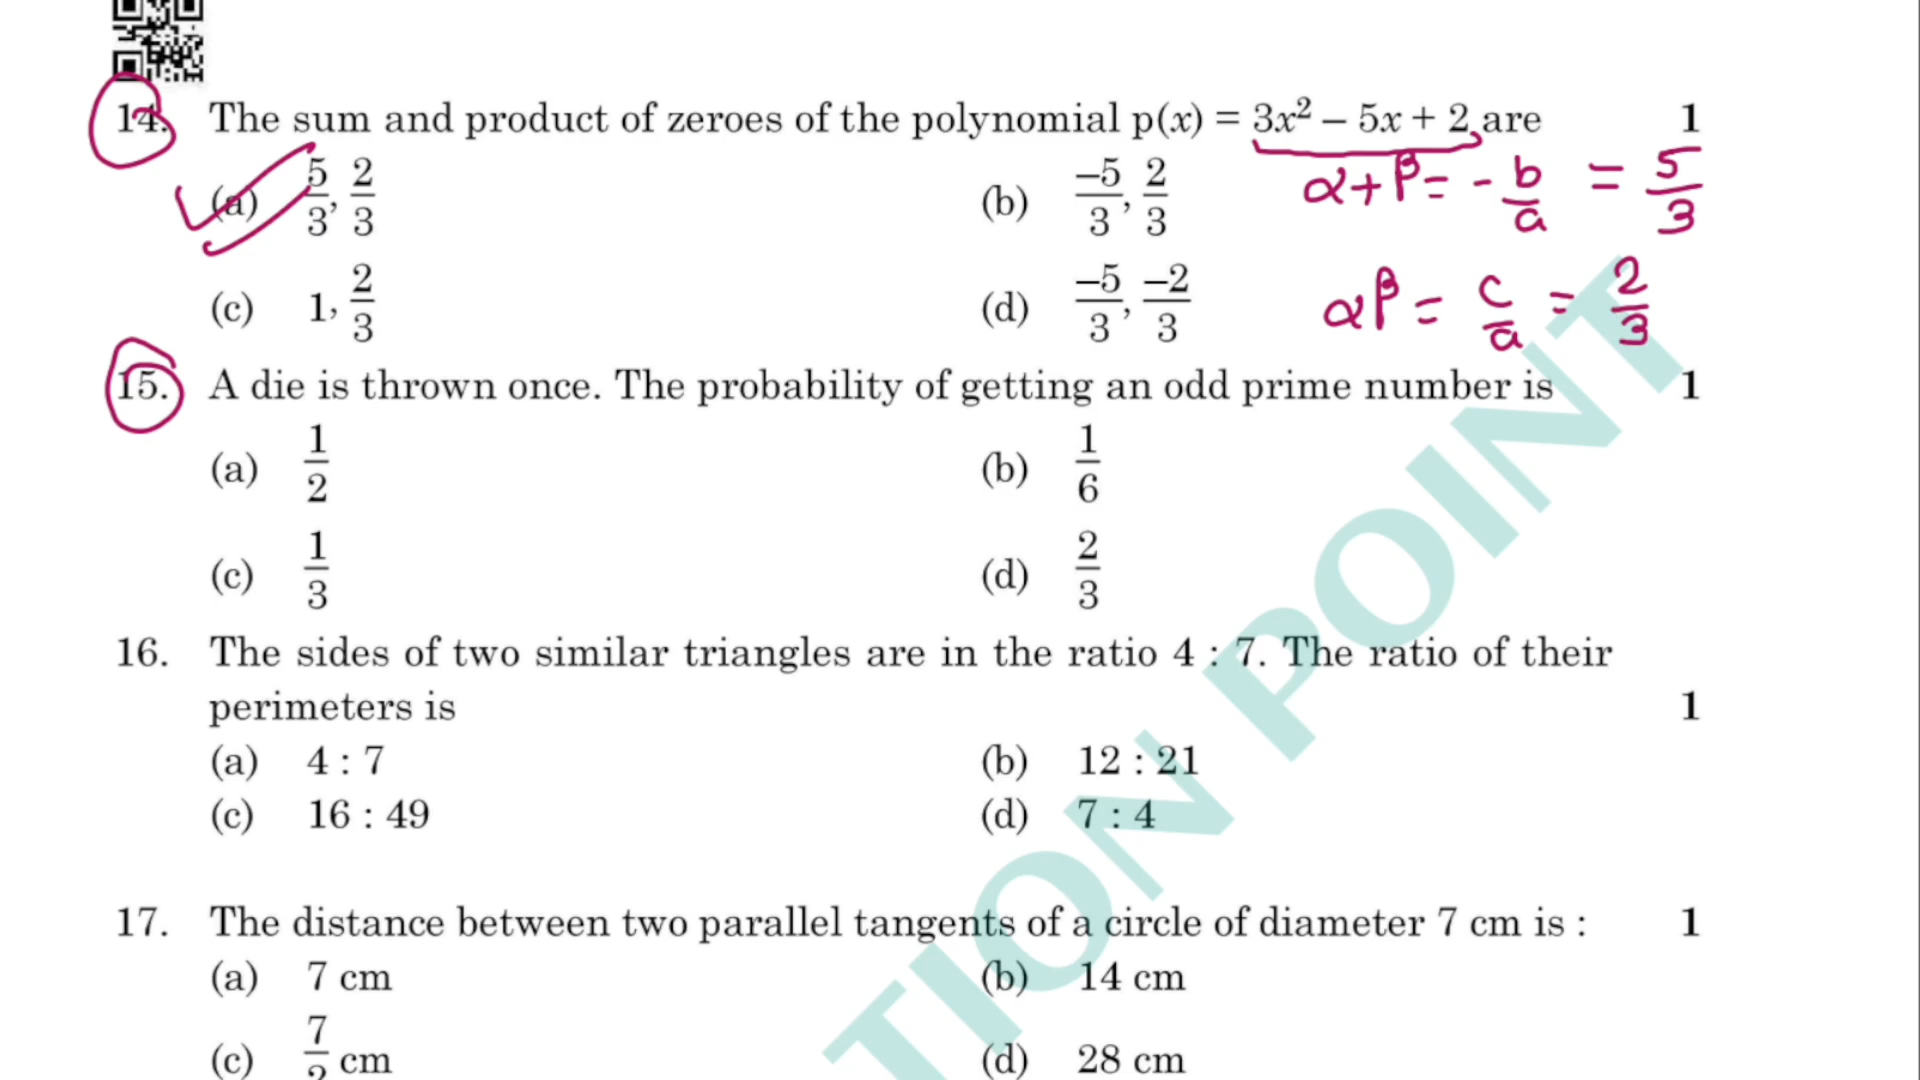 14. The sum and product of zeroes of the polynomial p(x) = 3x² – 5x + 2 are 1
(a) 5/3, 2/3 (b) –5/3, 2/3 α+β = -b/a = 5/3
(c) 1, 2/3 (d) –5/3, –2/3 αβ = c/a = 2/3
15. A die is thrown once. The probability of getting an odd prime number is 1
(a) 1/2 (b) 1/6
(c) 1/3 (d) 2/3
16. The sides of two similar triangles are in the ratio 4 : 7. The ratio of their
perimeters is 1
(a) 4 : 7 (b) 12 : 21
(c) 16 : 49 (d) 7 : 4
17. The distance between two parallel tangents of a circle of diameter 7 cm is : 1
(a) 7 cm (b) 14 cm
(c) 7/2 cm (d) 28 cm
TION POINT